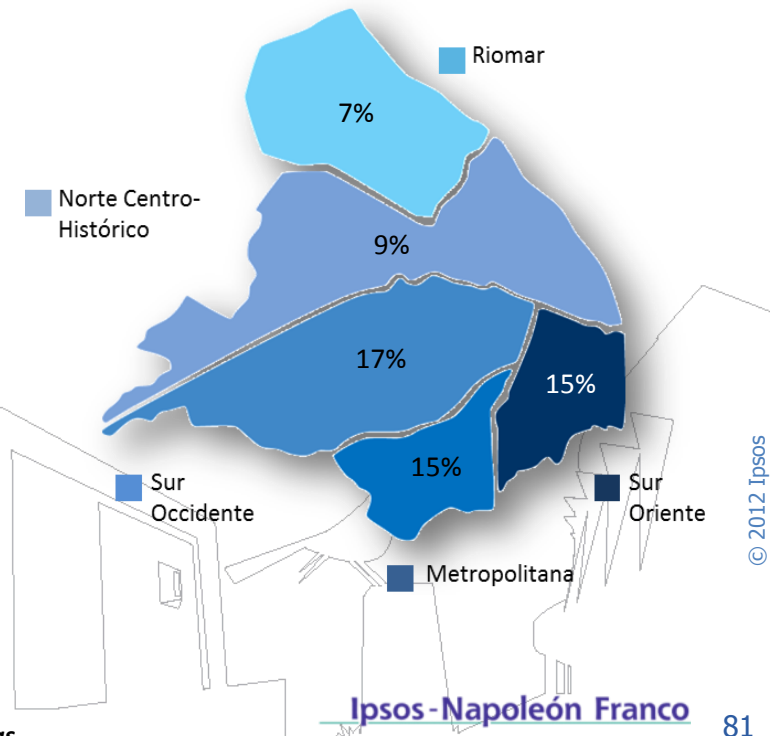 Riomar
7%
Norte Centro-
Histórico
9%
17%
15%
15%
Sur
Occidente
Sur
Oriente
Metropolitana
© 2012 Ipsos
Ipsos-Napoleón Franco
81